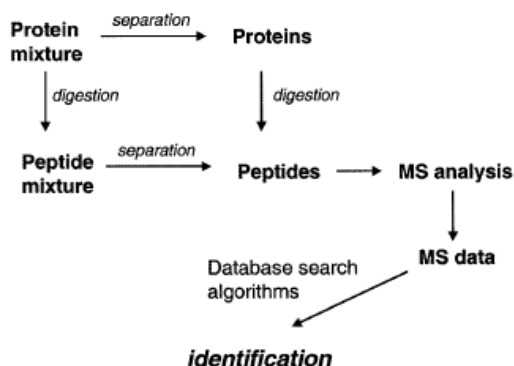 separation
Protein
mixture
Proteins
digestion
digestion
Peptide
mixture
separation
Peptides
MS analysis
MS data
Database search
algorithms
identification